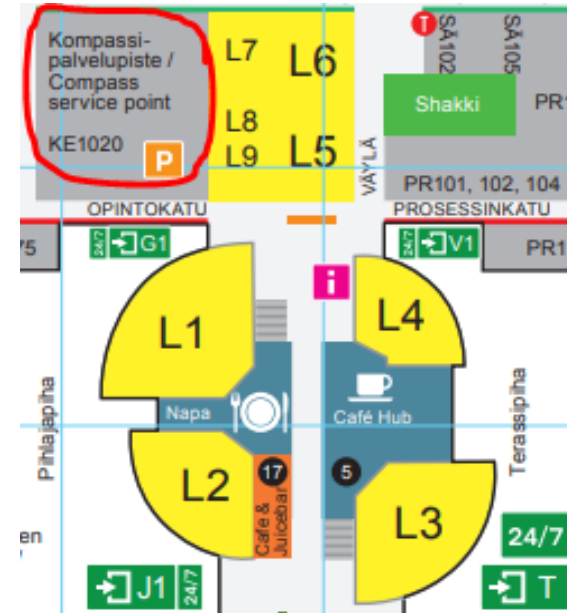 Kompassi-
palvelupiste /
Compass
service point
KE1020
P
L7
L6
L8
L9
L5
VÄYLÄ
T
SÄ102
SÄ105
Shakki
PR1
PR101, 102, 104
OPINTOKATU
PROSESSINKATU
75
24/7
G1
24/7
V1
PR1
i
L1
L4
Pihlajapiha
Napa
Café Hub
Terassipiha
L2
17
5
Cafe &
Juicebar
L3
en
24/7
J1
24/7
T